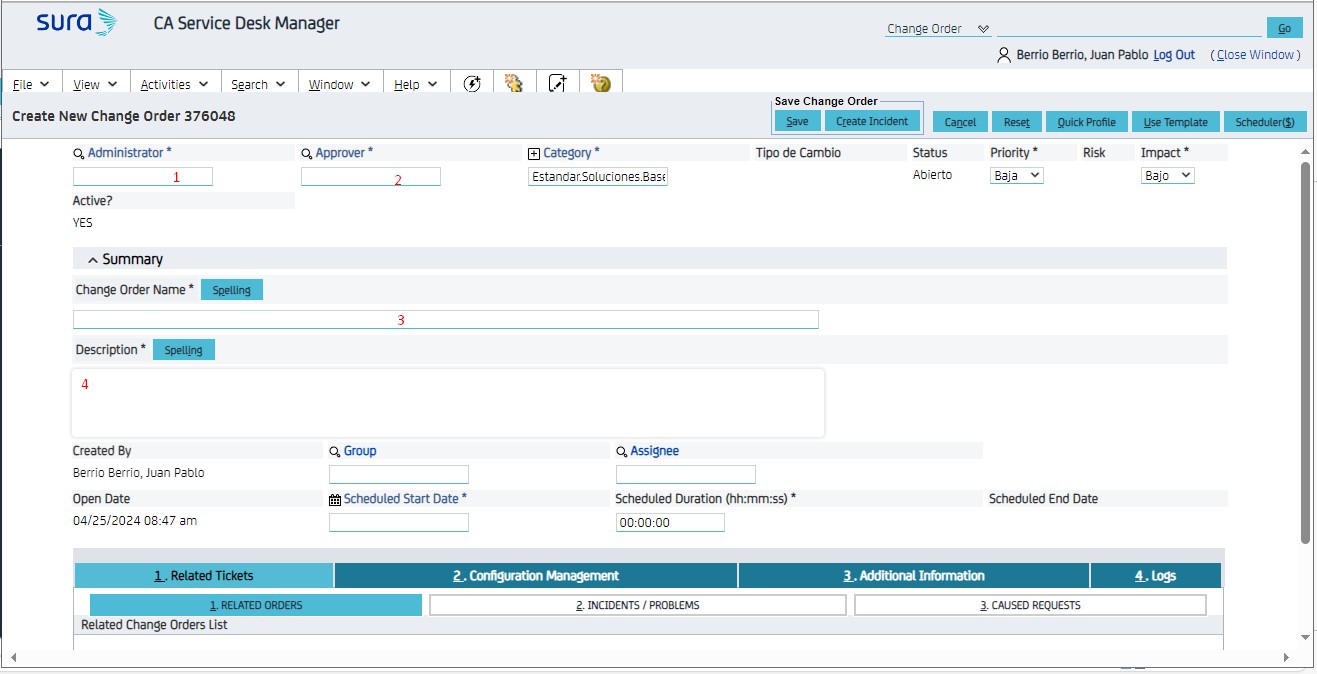 sura CA Service Desk Manager
Change Order
Go
Berrio Berrio, Juan Pablo Log Out (Close Window)
File View Activities Search Window Help
Create New Change Order 376048
Save Change Order
Save Create Incident Cancel Reset Quick Profile Use Template Scheduler($)
Administrator * Approver * Category * Tipo de Cambio Status Priority * Risk Impact *
1 2 Estandar.Soluciones.Base Abierto Baja Bajo
Active?
YES
Summary
Change Order Name * Spelling
3
Description * Spelling
4
Created By Group Assignee
Berrio Berrio, Juan Pablo
Open Date Scheduled Start Date * Scheduled Duration (hh:mm:ss) * Scheduled End Date
04/25/2024 08:47 am 00:00:00
1. Related Tickets 2. Configuration Management 3. Additional Information 4. Logs
1. RELATED ORDERS 2. INCIDENTS / PROBLEMS 3. CAUSED REQUESTS
Related Change Orders List